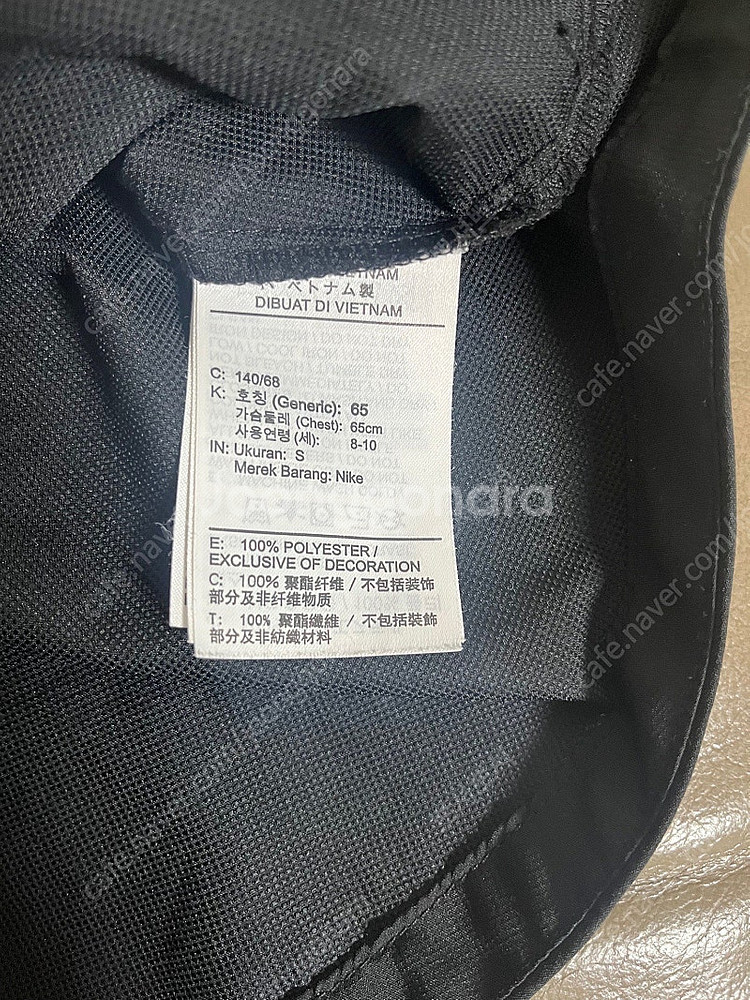 ベトナム製
DIBUAT DI VIETNAM
C: 140/68
K: 호칭 (Generic): 65
가슴둘레 (Chest): 65cm
사용연령 (세): 8-10
IN: Ukuran: S
Merek Barang: Nike
E: 100% POLYESTER /
EXCLUSIVE OF DECORATION
C: 100% 聚酯纤维 / 不包括装饰
部分及非纤维物质
T: 100% 聚酯纖維 / 不包括裝飾
部分及非紡織材料